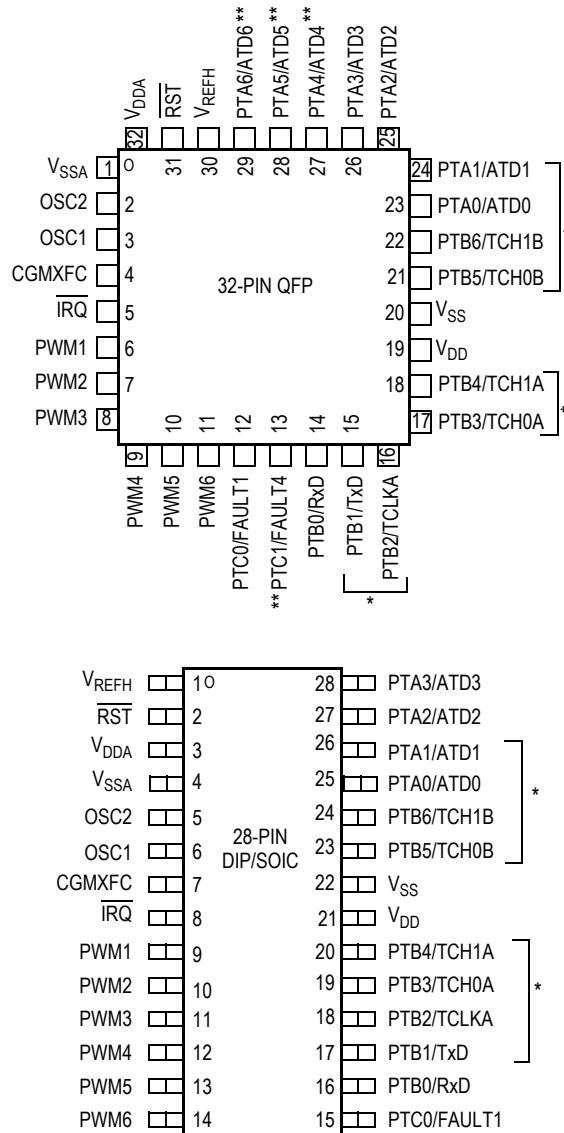 VDDA
RST
VREFH
PTA6/ATD6 **
PTA5/ATD5 **
PTA4/ATD4 **
PTA3/ATD3
PTA2/ATD2
32
31
30
29
28
27
26
25
VSSA 1
OSC2 2
OSC1 3
CGMXFC 4
IRQ 5
PWM1 6
PWM2 7
PWM3 8
32-PIN QFP
24 PTA1/ATD1
23 PTA0/ATD0
22 PTB6/TCH1B
21 PTB5/TCH0B
20 VSS
19 VDD
18 PTB4/TCH1A
17 PTB3/TCH0A
*
9
10
11
12
13
14
15
16
PWM4
PWM5
PWM6
PTC0/FAULT1
** PTC1/FAULT4
PTB0/RxD
PTB1/TxD
PTB2/TCLKA
*
VREFH 1 28 PTA3/ATD3
RST 2 27 PTA2/ATD2
VDDA 3 26 PTA1/ATD1
VSSA 4 25 PTA0/ATD0 *
OSC2 5 24 PTB6/TCH1B
28-PIN
DIP/SOIC
OSC1 6 23 PTB5/TCH0B
CGMXFC 7 22 VSS
IRQ 8 21 VDD
PWM1 9 20 PTB4/TCH1A
PWM2 10 19 PTB3/TCH0A *
PWM3 11 18 PTB2/TCLKA
PWM4 12 17 PTB1/TxD
PWM5 13 16 PTB0/RxD
PWM6 14 15 PTC0/FAULT1